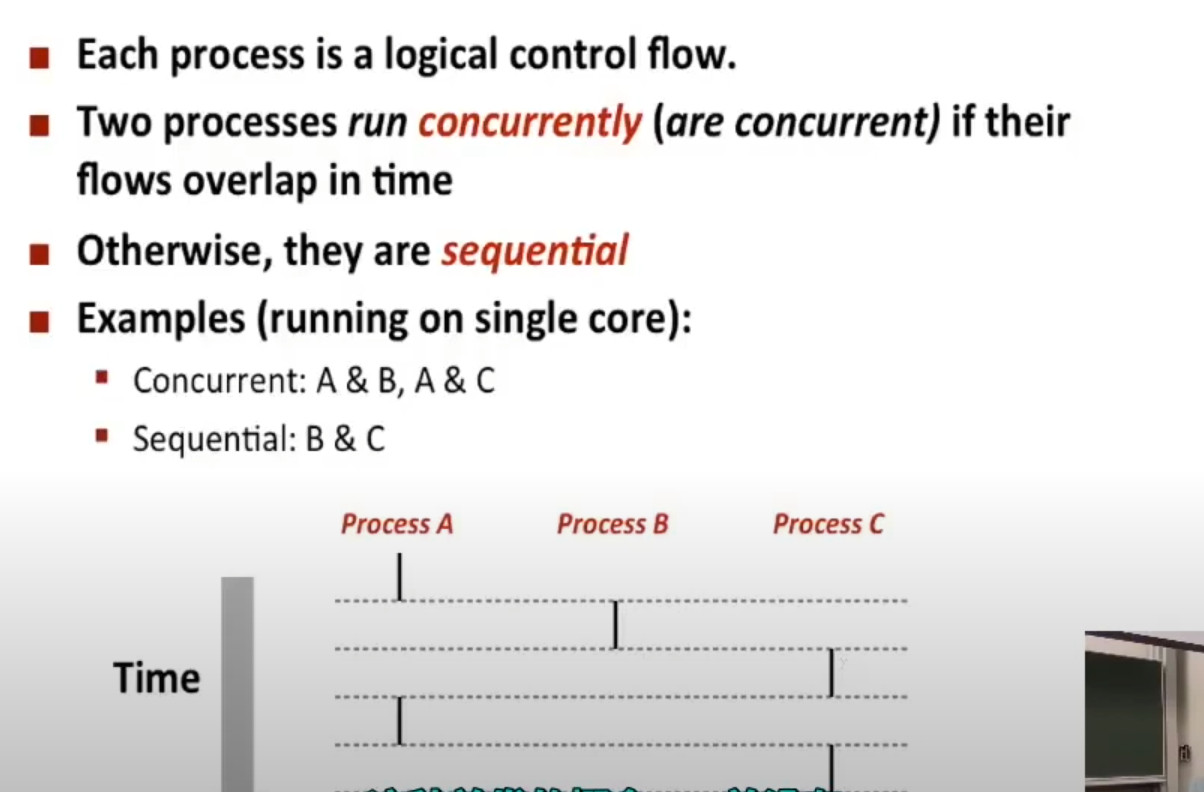 Each process is a logical control flow.
Two processes run concurrently (are concurrent) if their
flows overlap in time
Otherwise, they are sequential
Examples (running on single core):
Concurrent: A & B, A & C
Sequential: B & C
Process A Process B Process C
Time